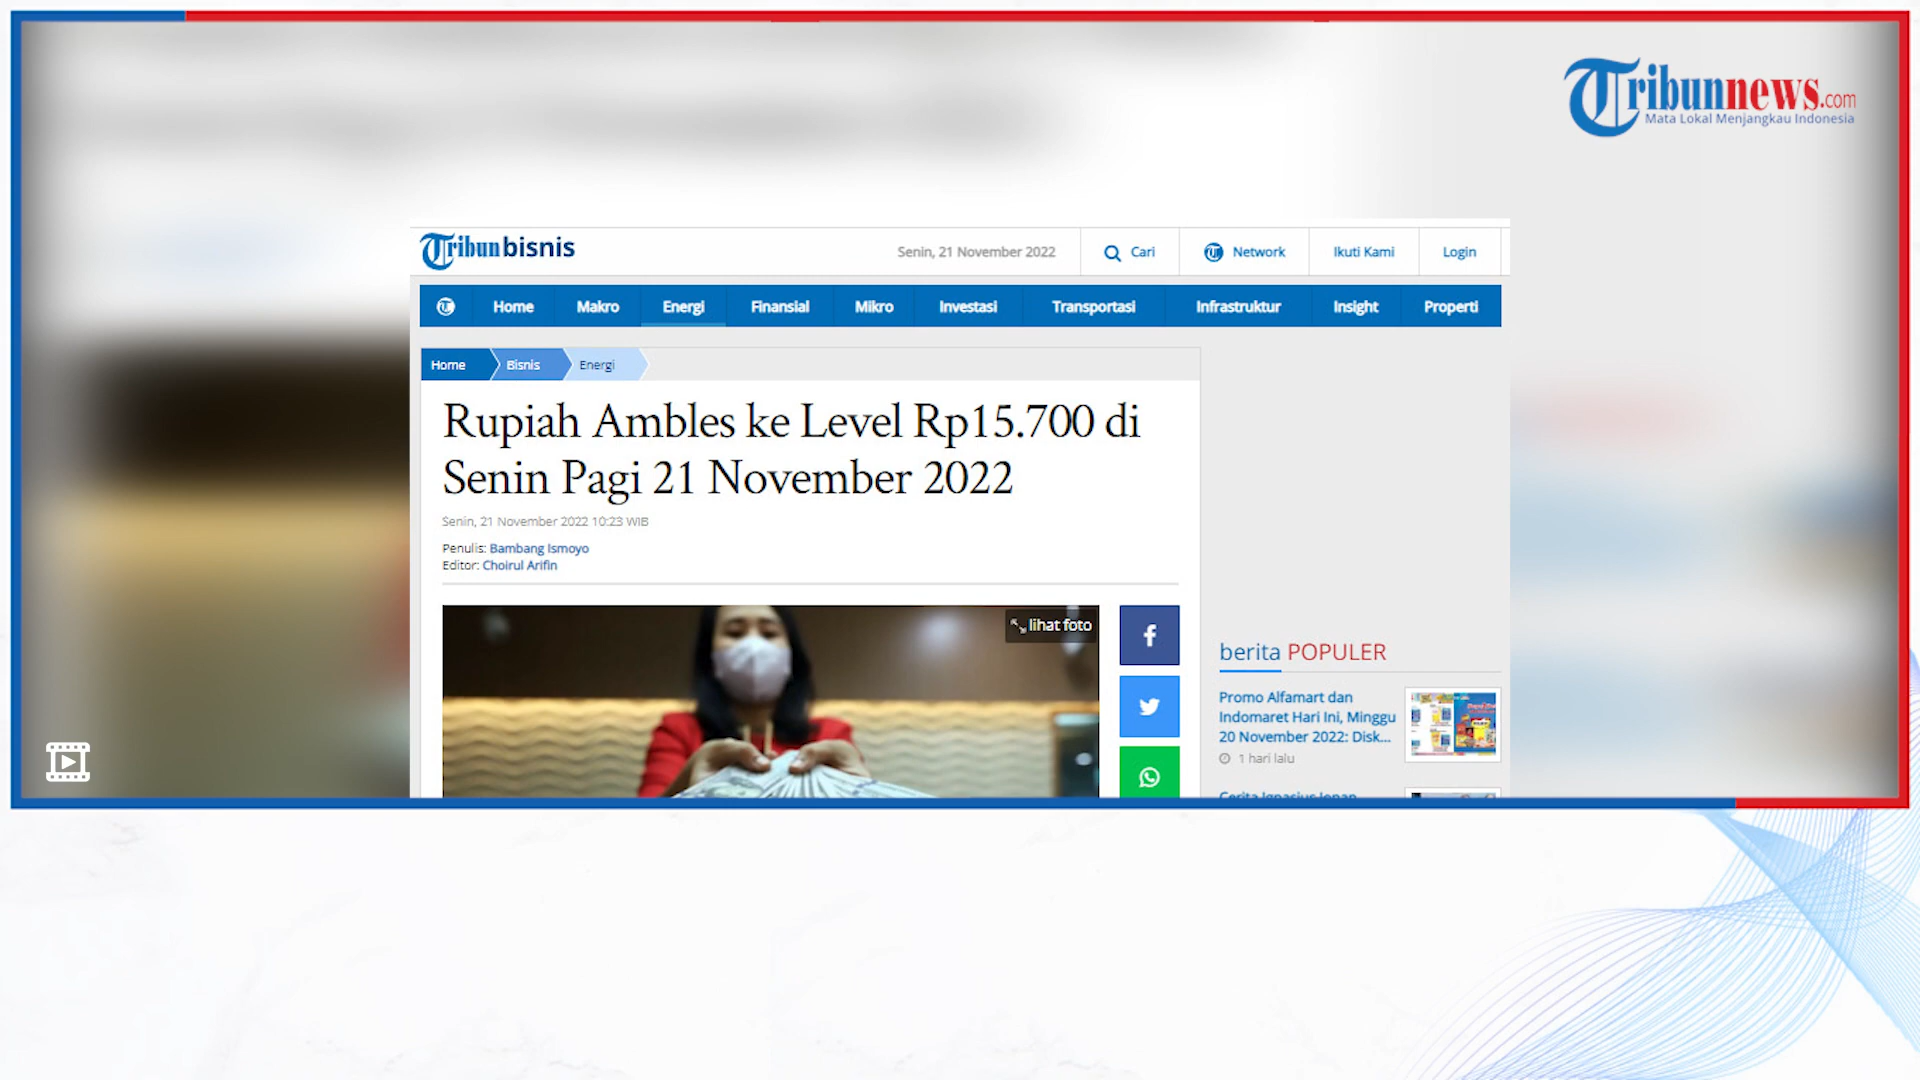 Tribunnews.com
Mata Lokal Menjangkau Indonesia
Tribunbisnis
Senin, 21 November 2022
Cari
Network
Ikuti Kami
Login
Home
Makro
Energi
Finansial
Mikro
Investasi
Transportasi
Infrastruktur
Insight
Properti
Home
Bisnis
Energi
Rupiah Ambles ke Level Rp15.700 di
Senin Pagi 21 November 2022
Senin, 21 November 2022 10:23 WIB
Penulis: Bambang Ismoyo
Editor: Choirul Arifin
lihat foto
berita POPULER
Promo Alfamart dan
Indomaret Hari Ini, Minggu
20 November 2022: Disk...
1 hari lalu
Cerita Ignasius Jonan